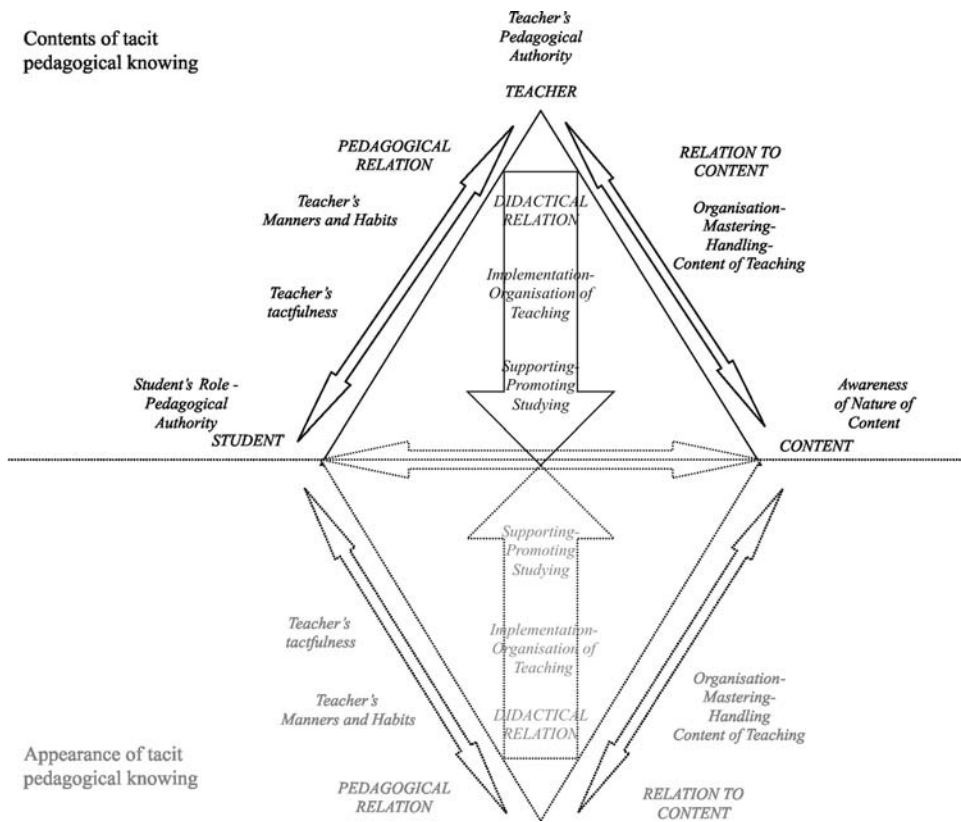 Contents of tacit
pedagogical knowing
Teacher's
Pedagogical
Authority
TEACHER
PEDAGOGICAL
RELATION
Teacher's
Manners and Habits
Teacher's
tactfulness
DIDACTICAL
RELATION
Implementation-
Organisation of
Teaching
Supporting-
Promoting
Studying
RELATION TO
CONTENT
Organisation-
Mastering-
Handling-
Content of Teaching
Student's Role -
Pedagogical
Authority
STUDENT
Awareness
of Nature of
Content
CONTENT
Supporting-
Promoting
Studying
Teacher's
tactfulness
Implementation-
Organisation of
Teaching
Teacher's
Manners and Habits
Organisation-
Mastering-
Handling
Content of Teaching
DIDACTICAL
RELATION
Appearance of tacit
pedagogical knowing
PEDAGOGICAL
RELATION
RELATION TO
CONTENT